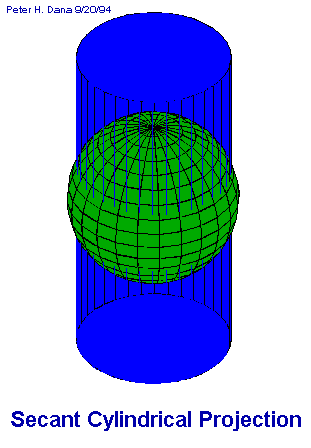 Peter H. Dana 9/20/94
Secant Cylindrical Projection